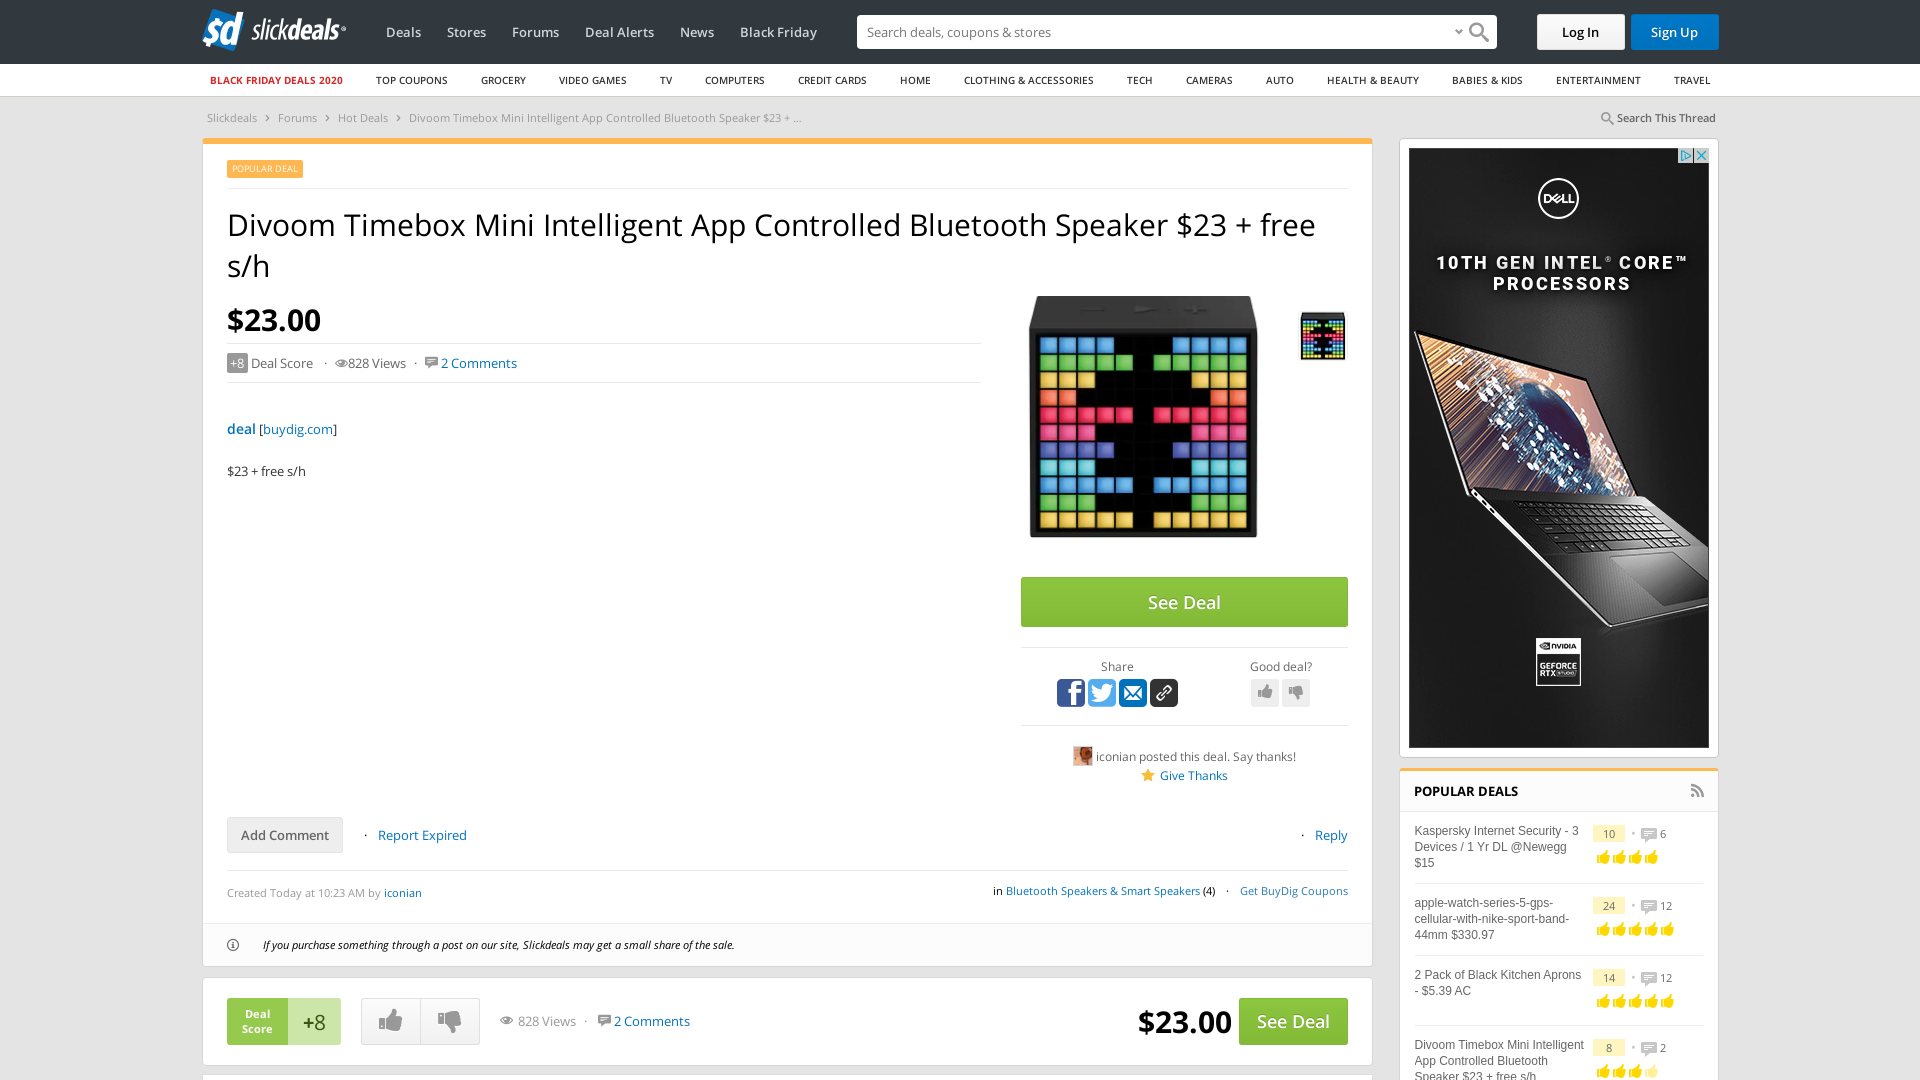 slickdeals
Deals
Stores
Forums
Deal Alerts
News
Black Friday
Search deals, coupons & shopping
Log In
Sign Up
BLACK FRIDAY DEALS 2020
TOP COUPONS
GROCERY
VIDEO GAMES
TV
COMPUTERS
CREDIT CARDS
HOME
CLOTHING & ACCESSORIES
TECH
CAMERAS
AUTO
HEALTH & BEAUTY
BABIES & KIDS
ENTERTAINMENT
TRAVEL
Slickdeals > Forums > Hot Deals > Divoom Timebox Mini Intelligent App Controlled Bluetooth Speaker $23 + ...
Search This Thread
POPULAR DEAL
Divoom Timebox Mini Intelligent App Controlled Bluetooth Speaker $23 + free
s/h
$23.00
+8 Deal Score · 828 Views · 2 Comments
deal [buydig.com]
$23 + free s/h
See Deal
Share
Good deal?
iconian posted this deal. Say thanks!
Give Thanks
Add Comment · Report Expired
· Reply
Created Today at 10:23 AM by iconian
in Bluetooth Speakers & Smart Speakers (4) · Get BuyDig Coupons
If you purchase something through a post on our site, Slickdeals may get a small share of the sale.
Deal
Score
+8
828 Views · 2 Comments
$23.00
See Deal
DELL
10TH GEN INTEL® CORE™
PROCESSORS
NVIDIA
GEFORCE
RTX STUDIO
POPULAR DEALS
Kaspersky Internet Security - 3
Devices / 1 Yr DL @Newegg
$15
10 • 6
apple-watch-series-5-gps-
cellular-with-nike-sport-band-
44mm $330.97
24 • 12
2 Pack of Black Kitchen Aprons
- $5.39 AC
14 • 12
Divoom Timebox Mini Intelligent
App Controlled Bluetooth
Speaker $23 + free s/h
8 • 2